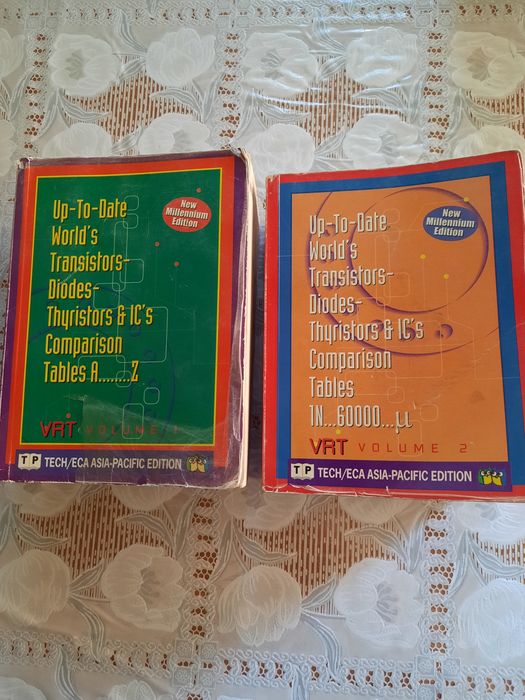 Up-To-Date
World's
Transistors-
Diodes-
Thyristors & IC's
Comparison
Tables A........Z
New
Millennium
Edition
VRT VOLUME 1
TP TECH/ECA ASIA-PACIFIC EDITION
Up-To-Date
World's
Transistors-
Diodes-
Thyristors & IC's
Comparison
Tables
1N...60000...µ
New
Millennium
Edition
VRT VOLUME 2
TP TECH/ECA ASIA-PACIFIC EDITION